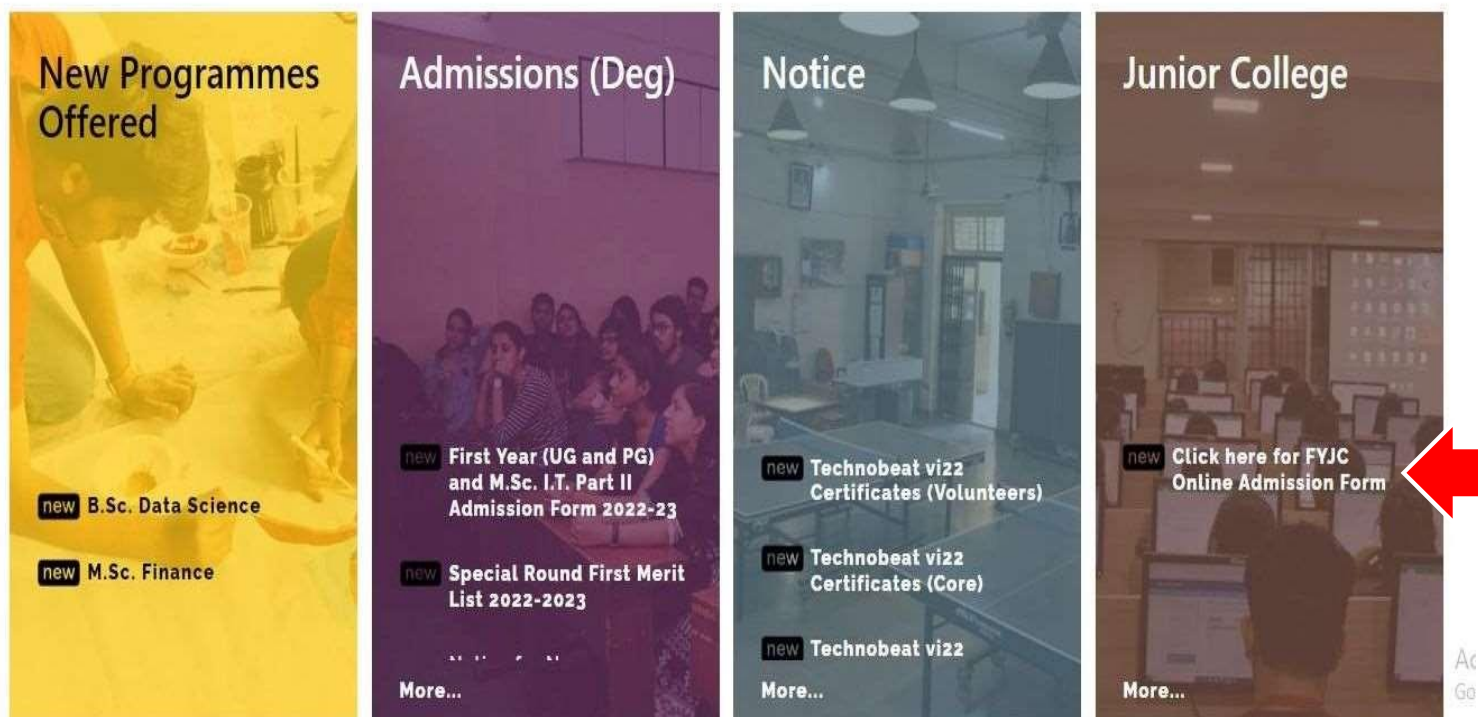 New Programmes
Offered
new B.Sc. Data Science
new M.Sc. Finance
Admissions (Deg)
new First Year (UG and PG)
and M.Sc. I.T. Part II
Admission Form 2022-23
new Special Round First Merit
List 2022-2023
More...
Notice
new Technobeat vi22
Certificates (Volunteers)
new Technobeat vi22
Certificates (Core)
new Technobeat vi22
More...
Junior College
new Click here for FYJC
Online Admission Form
More...